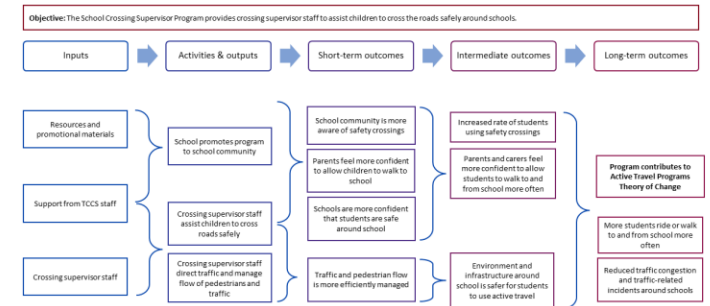 Objective: The School Crossing Supervisor Program provides crossing supervisor staff to assist children to cross the roads safely around schools.
Inputs
Activities & outputs
Short-term outcomes
Intermediate outcomes
Long-term outcomes
Resources and
promotional materials
Support from TCCS staff
Crossing supervisor staff
School promotes program
to school community
Crossing supervisor staff
assist children to cross
roads safely
Crossing supervisor staff
direct traffic and manage
flow of pedestrians and
traffic
School community is more
aware of safety crossings
Parents feel more confident
to allow children to walk to
school
Schools are more confident
that students are safe
around school
Traffic and pedestrian flow
is more efficiently managed
Increased rate of students
using safety crossings
Parents and carers feel
more confident to allow
students to walk to and
from school more often
Environment and
infrastructure around
school is safer for students
to use active travel
Program contributes to
Active Travel Programs
Theory of Change
More students ride or walk
to and from school more
often
Reduced traffic congestion
and traffic-related
incidents around schools